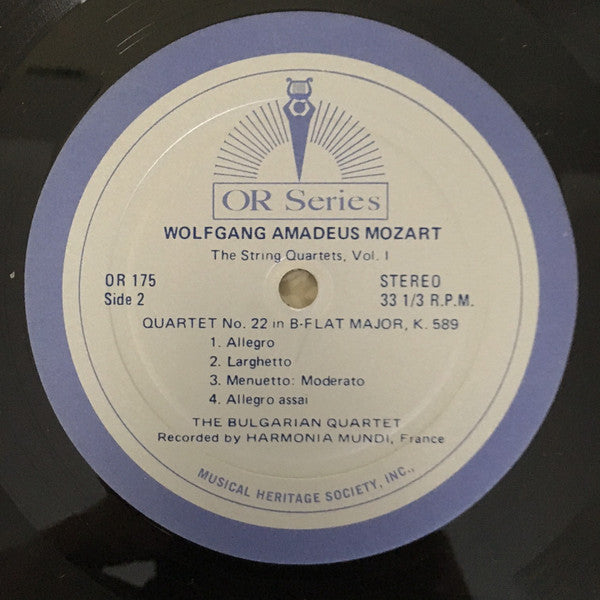 OR Series
WOLFGANG AMADEUS MOZART
The String Quartets, Vol. I
OR 175
Side 2
STEREO
33 1/3 R.P.M.
QUARTET No. 22 in B-FLAT MAJOR, K. 589
1. Allegro
2. Larghetto
3. Menuetto: Moderato
4. Allegro assai
THE BULGARIAN QUARTET
Recorded by HARMONIA MUNDI, France
MUSICAL HERITAGE SOCIETY, INC.,